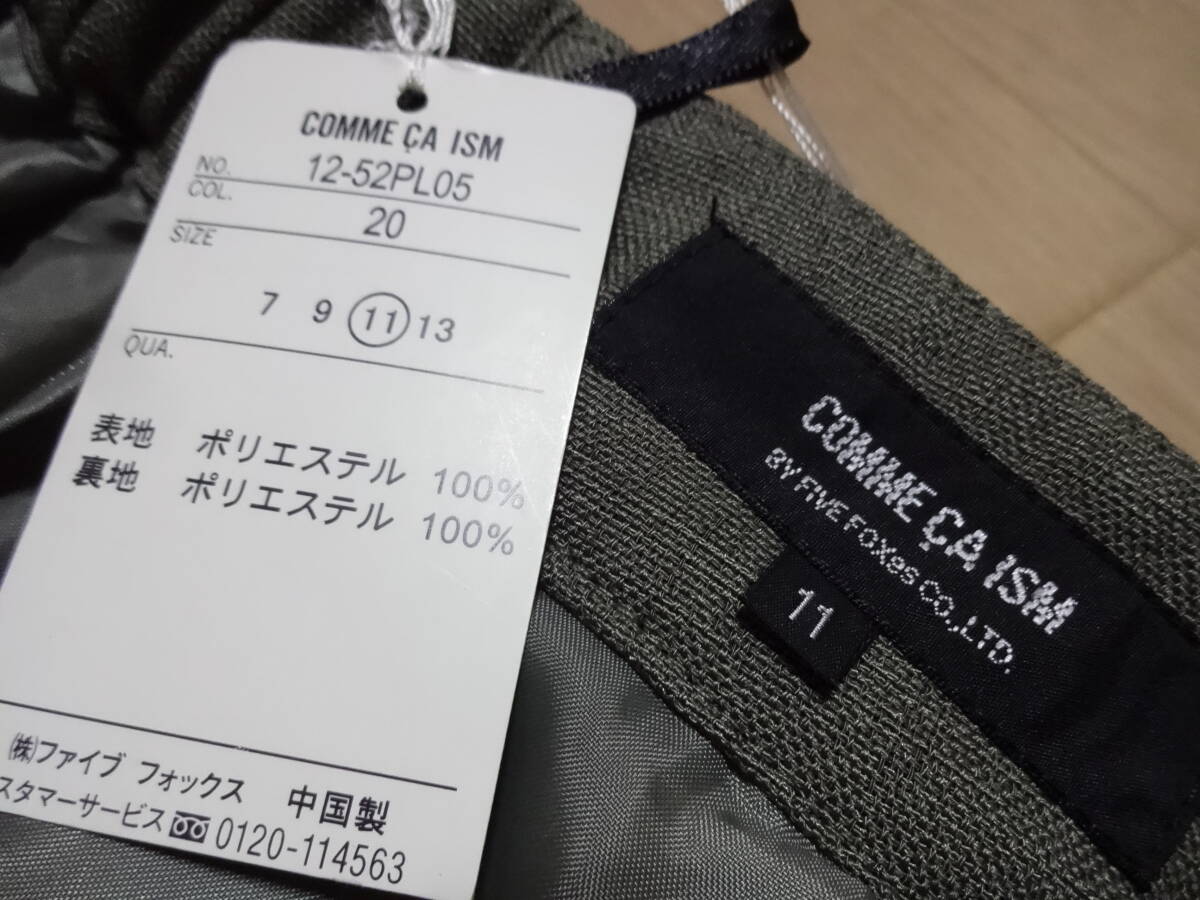 COMME ÇA ISM
NO. 12-52PL05
COL. 20
SIZE
7 9 11 13
QUA.
表地 ポリエステル 100%
裏地 ポリエステル 100%
㈱ファイブ フォックス 中国製
スタマーサービス 0120-114563
COMME ÇA ISM
BY FIVE FOXes CO.,LTD.
11